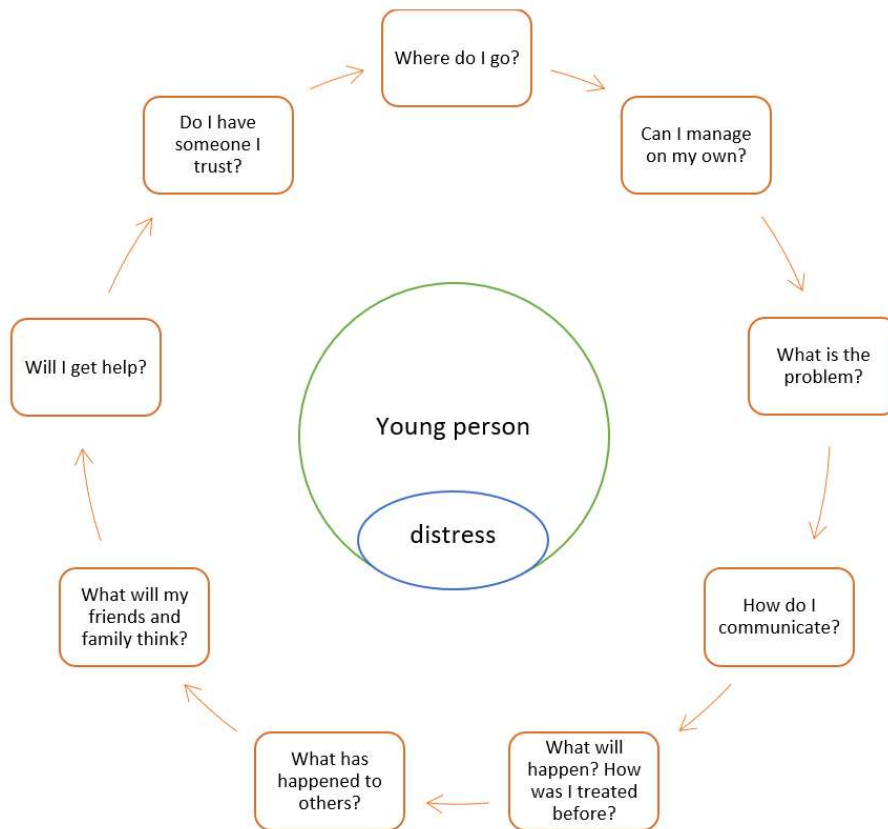 Where do I go?
Can I manage
on my own?
What is the
problem?
How do I
communicate?
What will
happen? How
was I treated
before?
What has
happened to
others?
What will my
friends and
family think?
Will I get help?
Do I have
someone I
trust?
Young person
distress